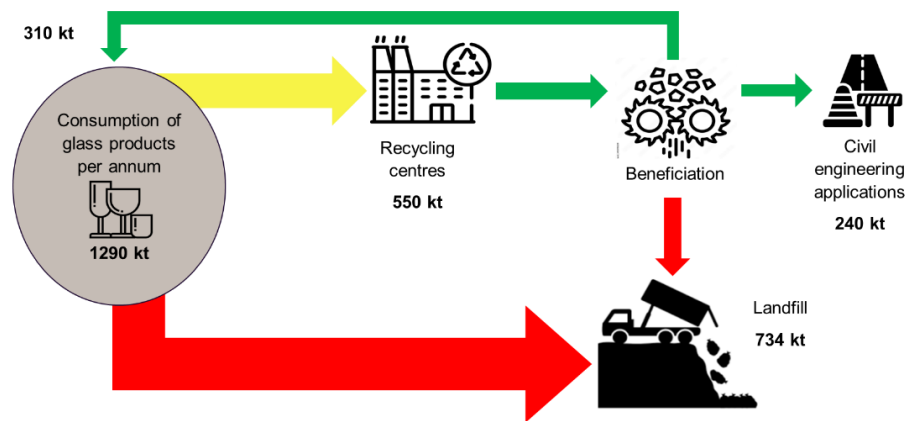 310 kt
Consumption of
glass products
per annum
1290 kt
Recycling
centres
550 kt
Beneficiation
Civil
engineering
applications
240 kt
Landfill
734 kt